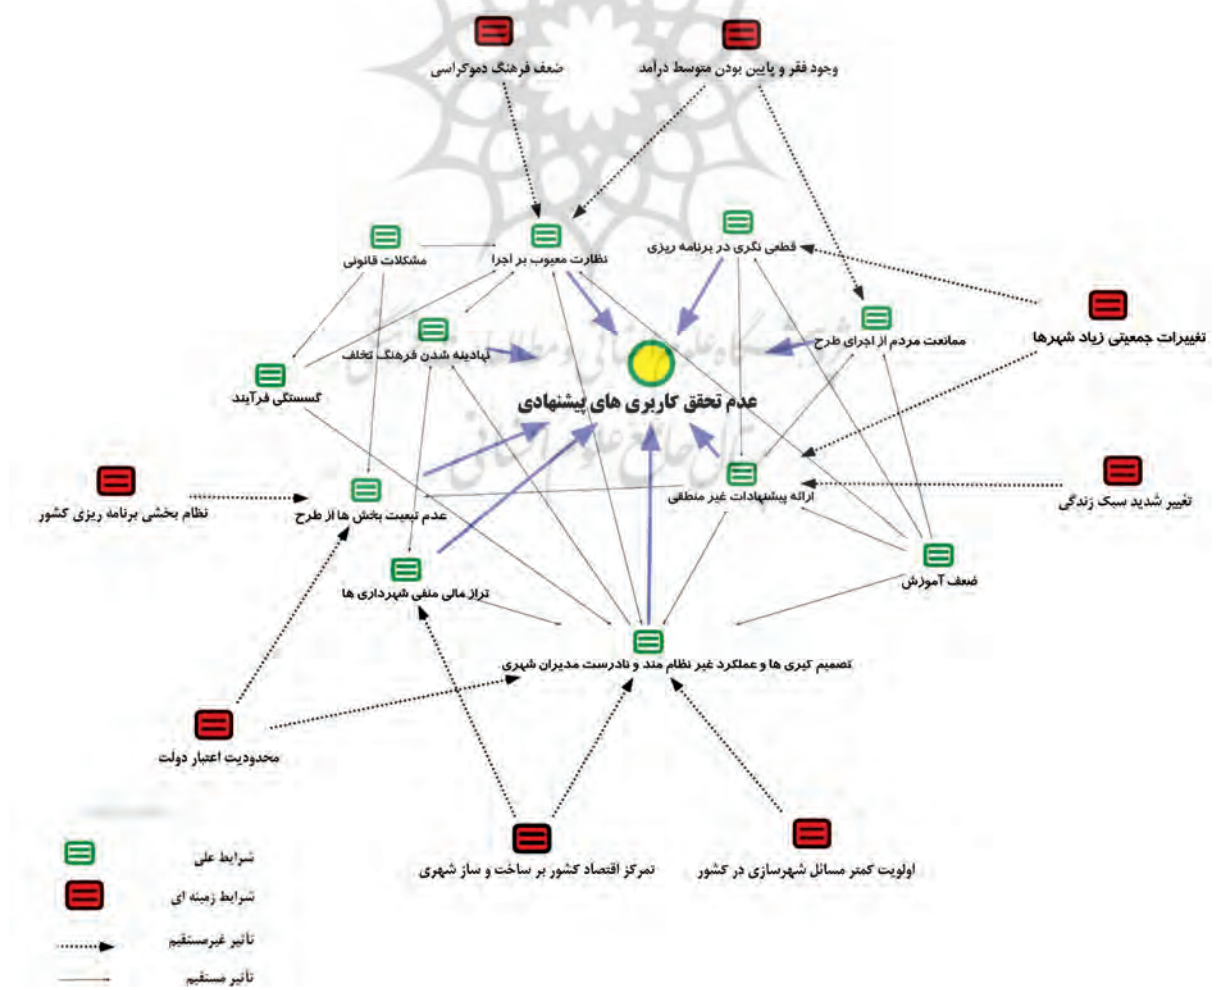 ضعف فرهنگ دموکراسی
وجود فقر و پایین بودن متوسط درآمد
قطعی نگری در برنامه ریزی
نظارت معیوب بر اجرا
مشکلات قانونی
تغییرات جمعیتی زیاد شهرها
ممانعت مردم از اجرای طرح
نهادینه شدن فرهنگ تخلف
گسستگی فرآیند
عدم تحقق کاربری های پیشنهادی
تغییر شدید سبک زندگی
ارائه پیشنهادات غیر منطقی
عدم تبعیت بخش ها از طرح
نظام بخشی برنامه ریزی کشور
ضعف آموزش
تراز مالی منفی شهرداری ها
تصمیم گیری ها و عملکرد غیر نظام مند و نادرست مدیران شهری
محدودیت اعتبار دولت
اولویت کمتر مسائل شهرسازی در کشور
تمرکز اقتصاد کشور بر ساخت و ساز شهری
شرایط علی
شرایط زمینه ای
تأثیر غیرمستقیم
تأثیر مستقیم